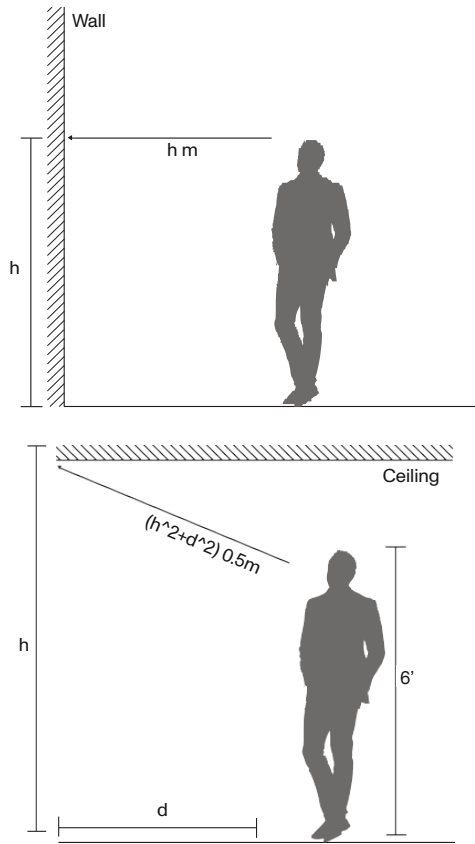 Wall
h m
h
Ceiling
(h^2+d^2) 0.5m
h
6’
d